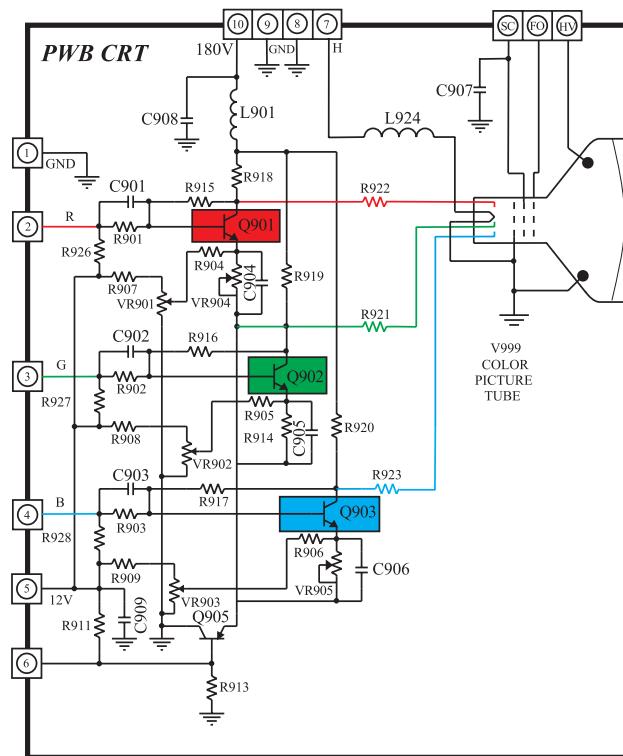 PWB CRT
10 9 8 7
180V GND H
SC FO HV
C908 L901 C907 L924
1
GND
C901 R915 R918 R922
2 R
R901 Q901
R926 R904
R907 C904 R919
VR901 VR904
R921
C902 R916
3 G
R902 Q902
V999
COLOR
PICTURE
TUBE
R927 R905
R908 R914 C905 R920
VR902
C903 R917 R923
4 B
R903 Q903
R928 R906
R909 C906
5 12V VR903 VR905
R911 C909 Q905
6
R913